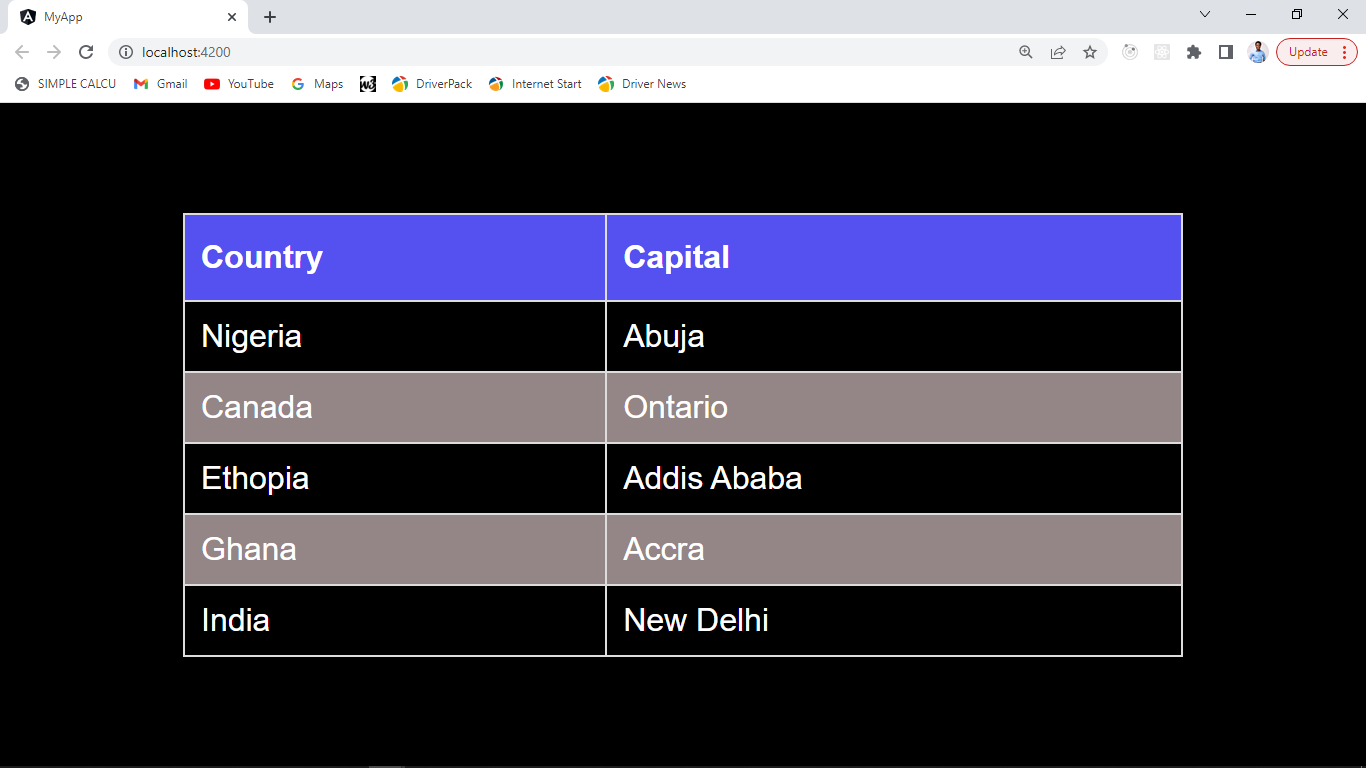 MyApp
localhost:4200
Update
SIMPLE CALCU Gmail YouTube Maps DriverPack Internet Start Driver News
Country Capital
Nigeria Abuja
Canada Ontario
Ethopia Addis Ababa
Ghana Accra
India New Delhi